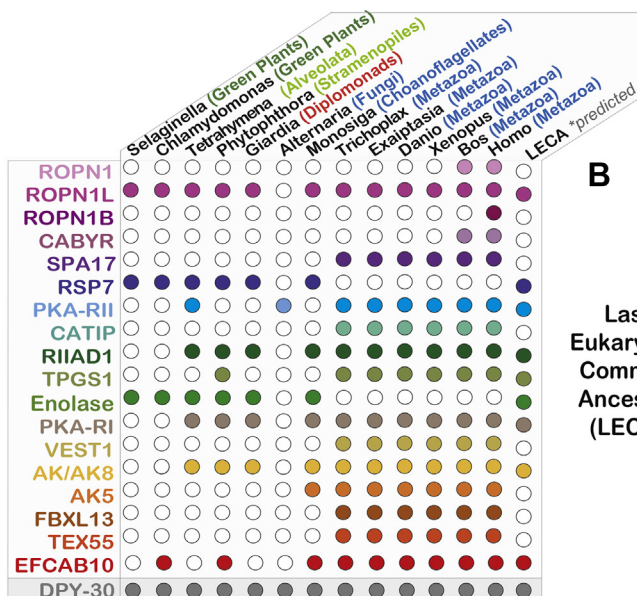 Selaginella (Green Plants)
Chlamydomonas (Green Plants)
Tetrahymena (Alveolata)
Phytophthora (Stramenopiles)
Giardia (Diplomonads)
Alternaria (Fungi)
Monosiga (Choanoflagellates)
Trichoplax (Metazoa)
Exaiptasia (Metazoa)
Danio (Metazoa)
Xenopus (Metazoa)
Bos (Metazoa)
Homo (Metazoa)
LECA *predicted
B
ROPN1
ROPN1L
ROPN1B
CABYR
SPA17
RSP7
PKA-RII
CATIP
RIIAD1
TPGS1
Enolase
PKA-RI
VEST1
AK/AK8
AK5
FBXL13
TEX55
EFCAB10
DPY-30
Las
Eukary
Comm
Ances
(LEC